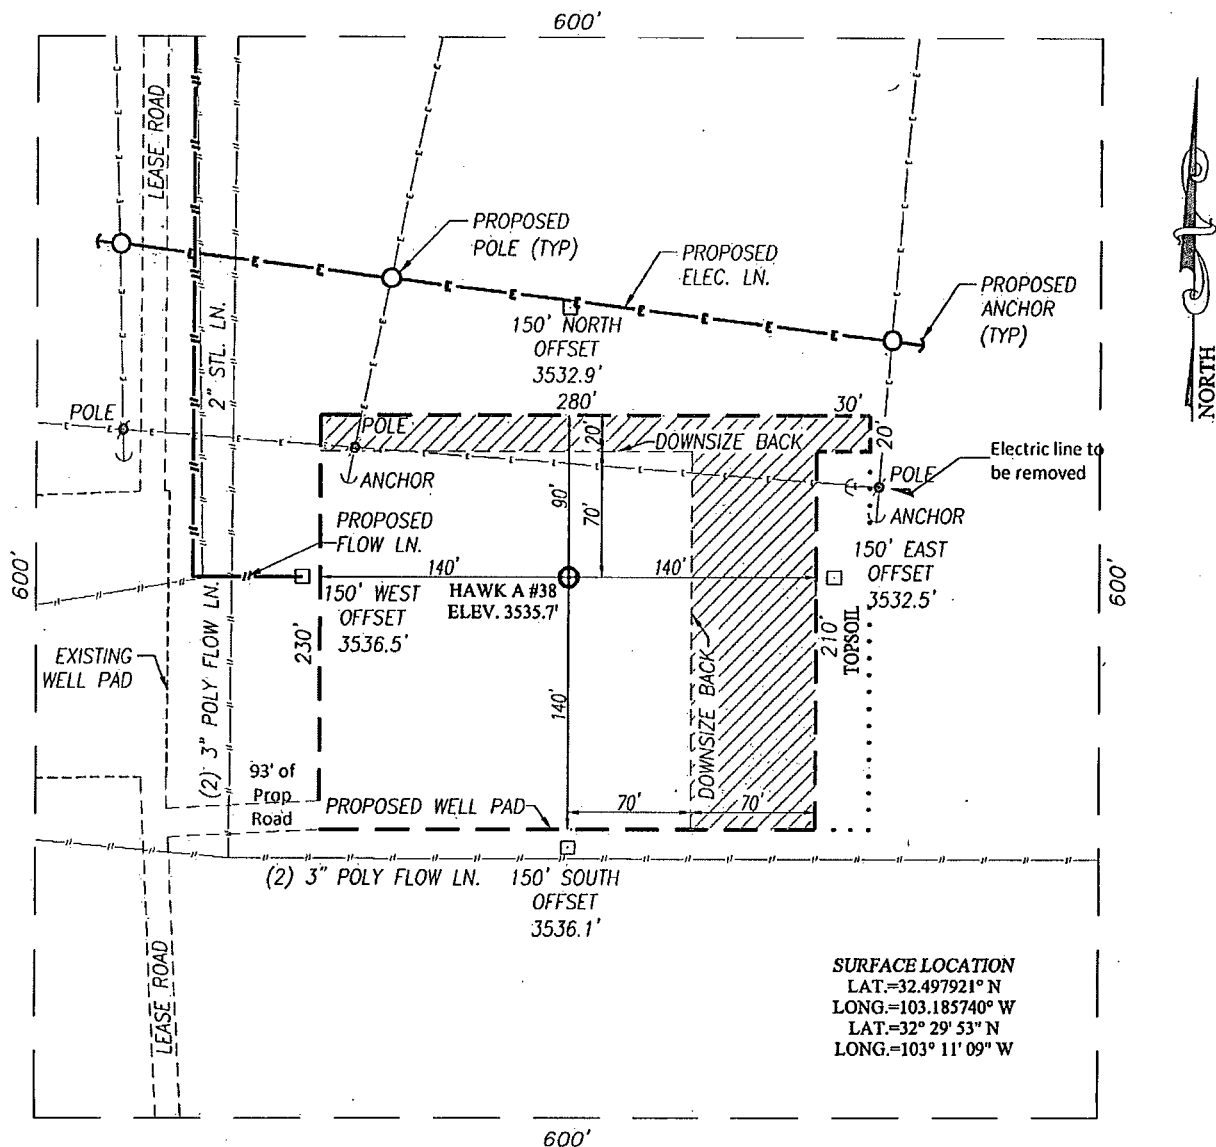 600'
LEASE ROAD
2" STL. LN.
PROPOSED
POLE (TYP)
PROPOSED
ELEC. LN.
PROPOSED
ANCHOR
(TYP)
NORTH
150' NORTH
OFFSET
3532.9'
280'
30'
20'
20'
POLE
POLE
DOWNSIZE BACK
Electric line to
be removed
POLE
ANCHOR
ANCHOR
90'
70'
PROPOSED
FLOW LN.
150' EAST
OFFSET
3532.5'
600'
600'
140'
140'
HAWK A #38
ELEV. 3535.7'
150' WEST
OFFSET
3536.5'
230'
210'
TOPSOIL
EXISTING
WELL PAD
(2) 3" POLY FLOW LN.
140'
DOWNSIZE BACK
93' of
Prop
Road
PROPOSED WELL PAD
70'
70'
(2) 3" POLY FLOW LN.
150' SOUTH
OFFSET
3536.1'
LEASE ROAD
SURFACE LOCATION
LAT.=32.497921° N
LONG.=103.185740° W
LAT.=32° 29' 53" N
LONG.=103° 11' 09" W
600'